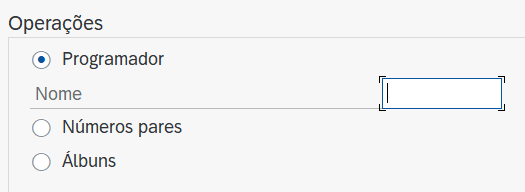 Operações
Programador
Nome
Números pares
Álbuns